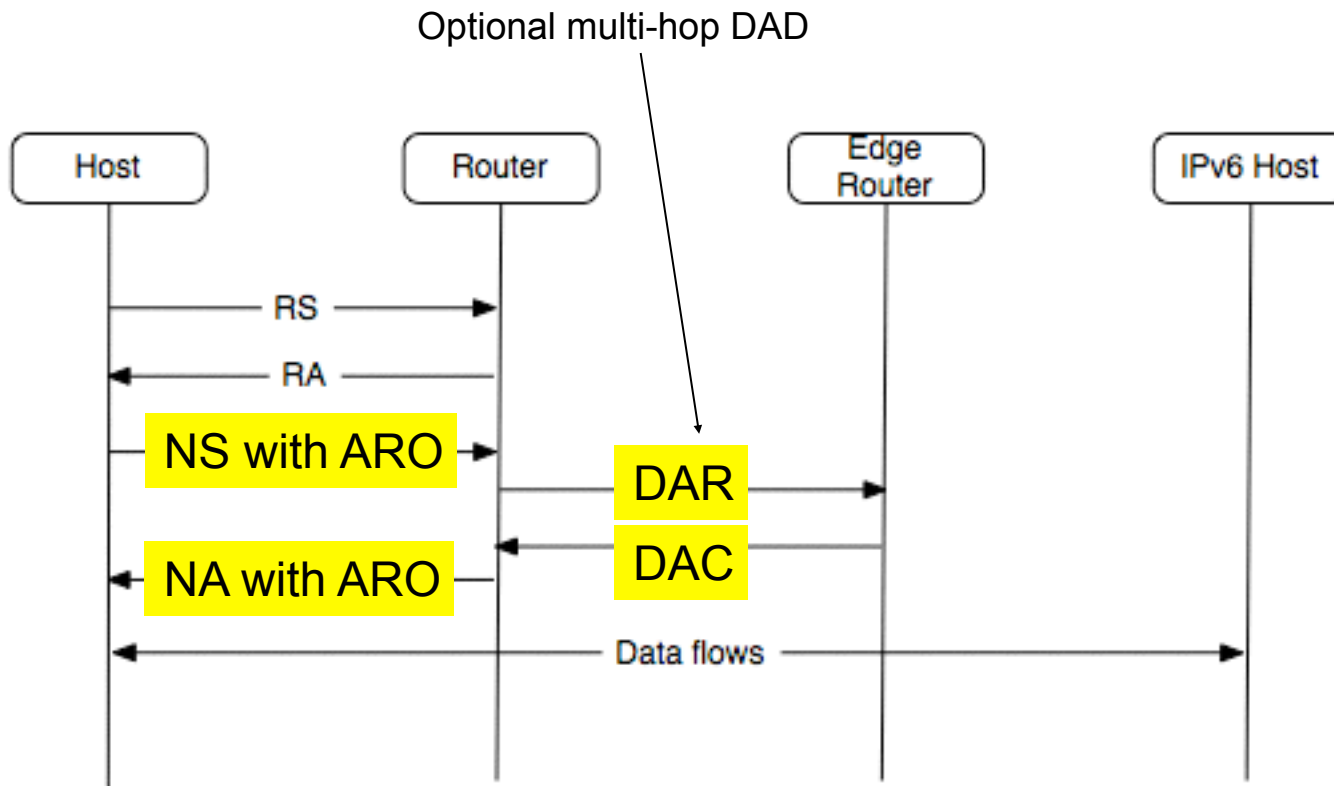 Optional multi-hop DAD
Host
Router
Edge
Router
IPv6 Host
RS
RA
NS with ARO
DAR
DAC
NA with ARO
Data flows